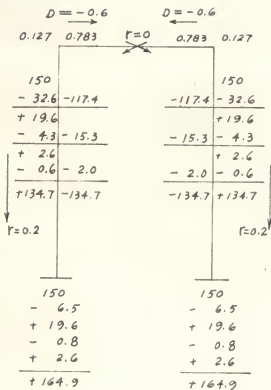 D = -0.6 D = -0.6
0.127 0.783 r=0 0.783 0.127
150 150
- 32.6 -117.4 -117.4 - 32.6
+ 19.6 + 19.6
- 4.3 - 15.3 - 15.3 - 4.3
+ 2.6 + 2.6
- 0.6 - 2.0 - 2.0 - 0.6
+134.7 -134.7 -134.7 +134.7
r=0.2 r=0.2
150 150
- 6.5 - 6.5
+ 19.6 + 19.6
- 0.8 - 0.8
+ 2.6 + 2.6
+ 164.9 + 164.9